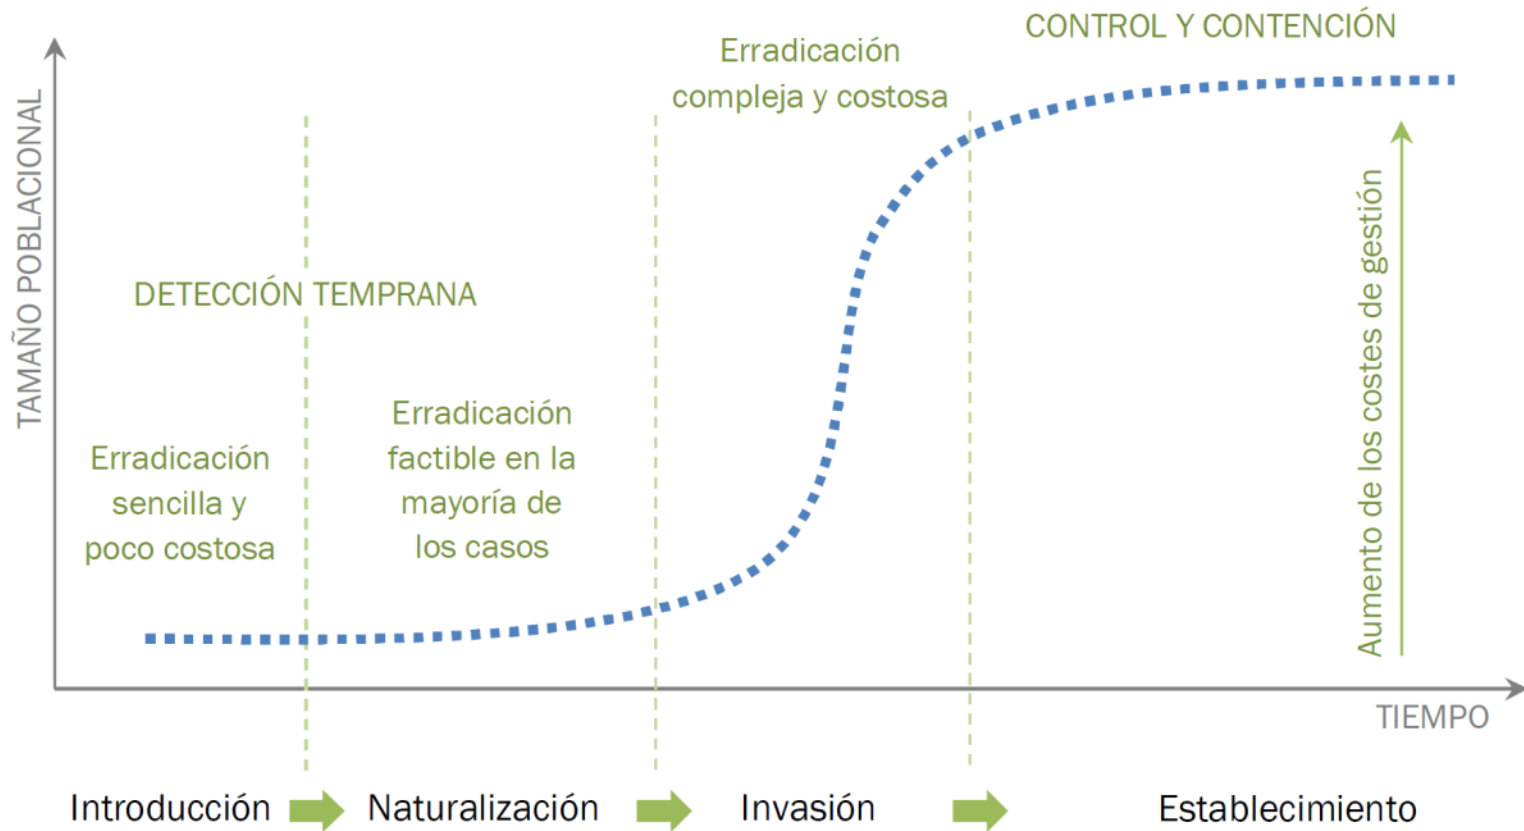 CONTROL Y CONTENCIÓN
Erradicación
compleja y costosa
TAMAÑO POBLACIONAL
DETECCIÓN TEMPRANA
Erradicación
sencilla y
poco costosa
Erradicación
factible en la
mayoría de
los casos
Aumento de los costes de gestión
TIEMPO
Introducción
Naturalización
Invasión
Establecimiento